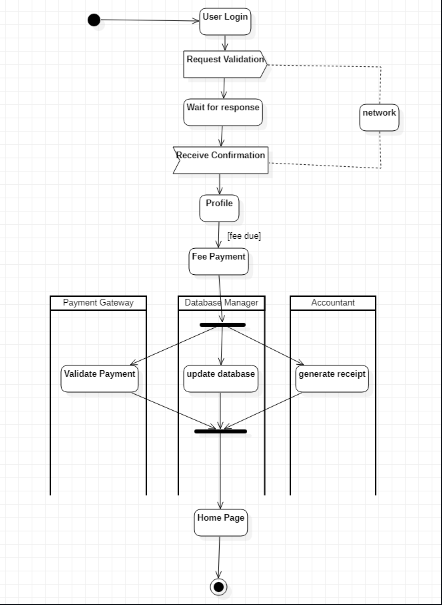 User Login
Request Validation
Wait for response
network
Receive Confirmation
Profile
[fee due]
Fee Payment
Payment Gateway
Database Manager
Accountant
Validate Payment
update database
generate receipt
Home Page